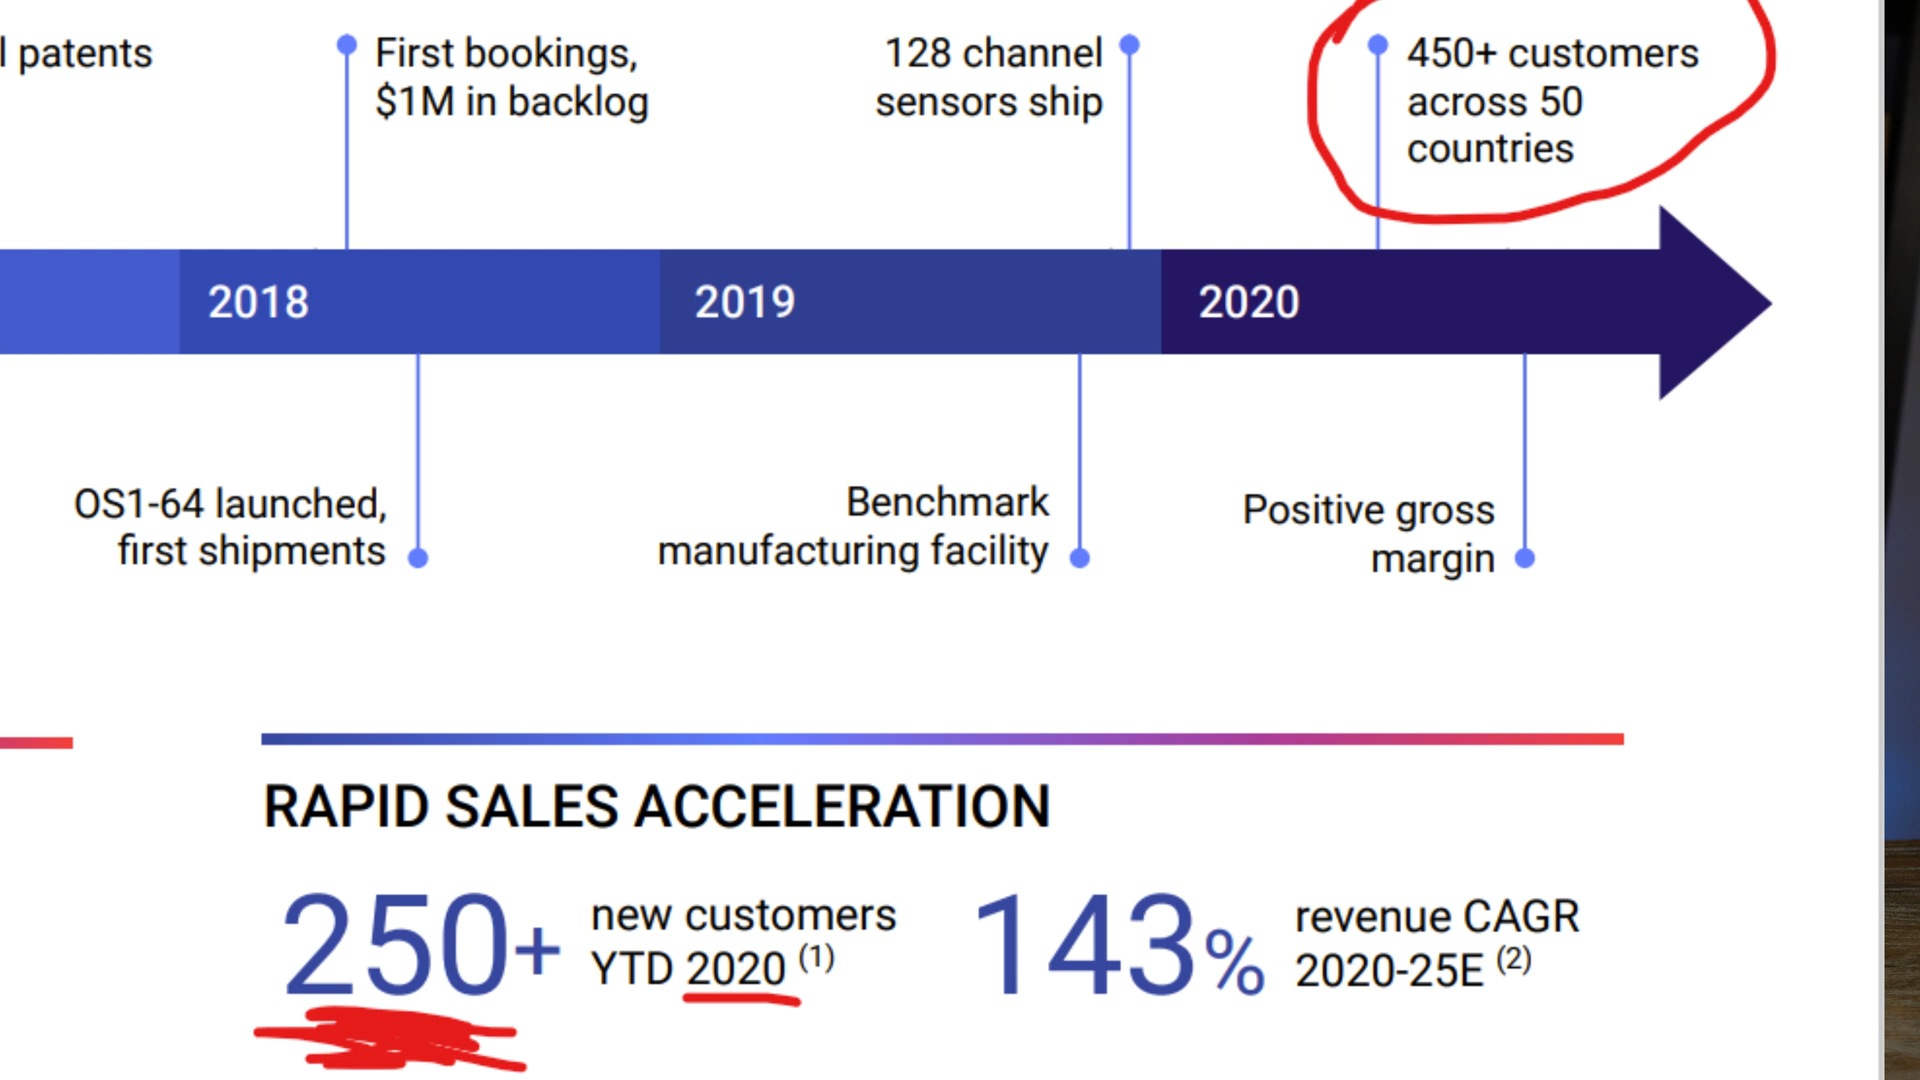 l patents
First bookings,
$1M in backlog
128 channel
sensors ship
450+ customers
across 50
countries
2018
2019
2020
OS1-64 launched,
first shipments
Benchmark
manufacturing facility
Positive gross
margin
RAPID SALES ACCELERATION
250+
new customers
YTD 2020 (1)
143%
revenue CAGR
2020-25E (2)